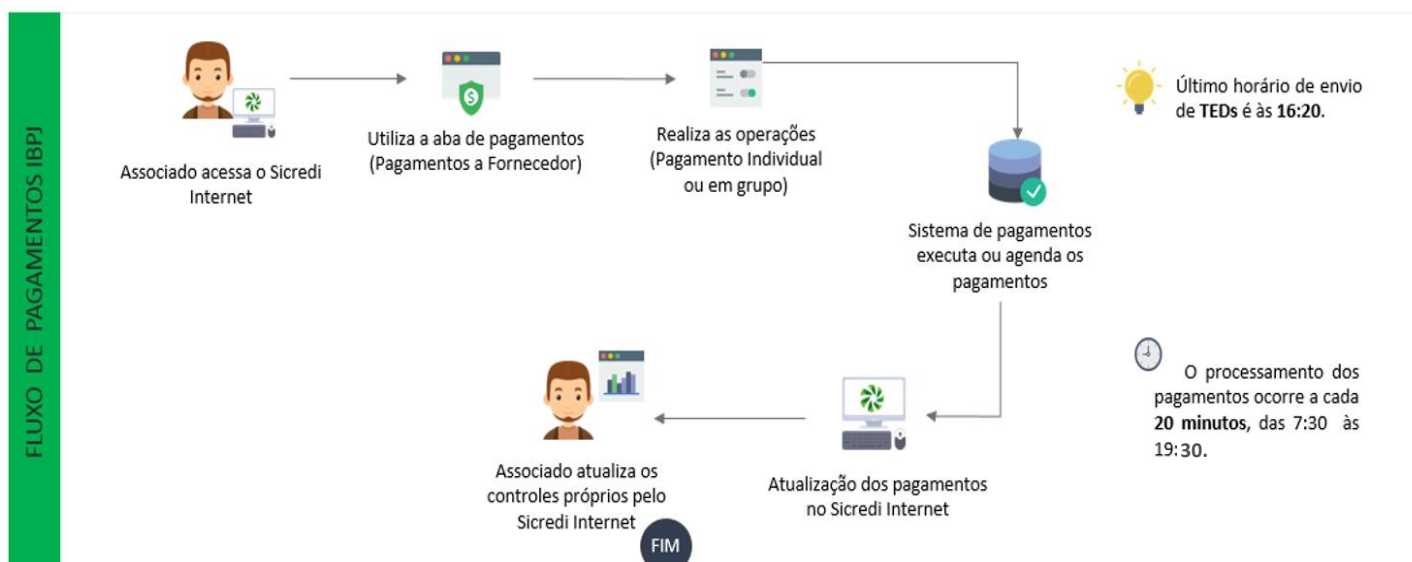 FLUXO DE PAGAMENTOS IBPJ
Associado acessa o Sicredi
Internet
Utiliza a aba de pagamentos
(Pagamentos a Fornecedor)
Realiza as operações
(Pagamento Individual
ou em grupo)
Último horário de envio
de TEDs é às 16:20.
Sistema de pagamentos
executa ou agenda os
pagamentos
O processamento dos
pagamentos ocorre a cada
20 minutos, das 7:30 às
19:30.
Atualização dos pagamentos
no Sicredi Internet
Associado atualiza os
controles próprios pelo
Sicredi Internet
FIM